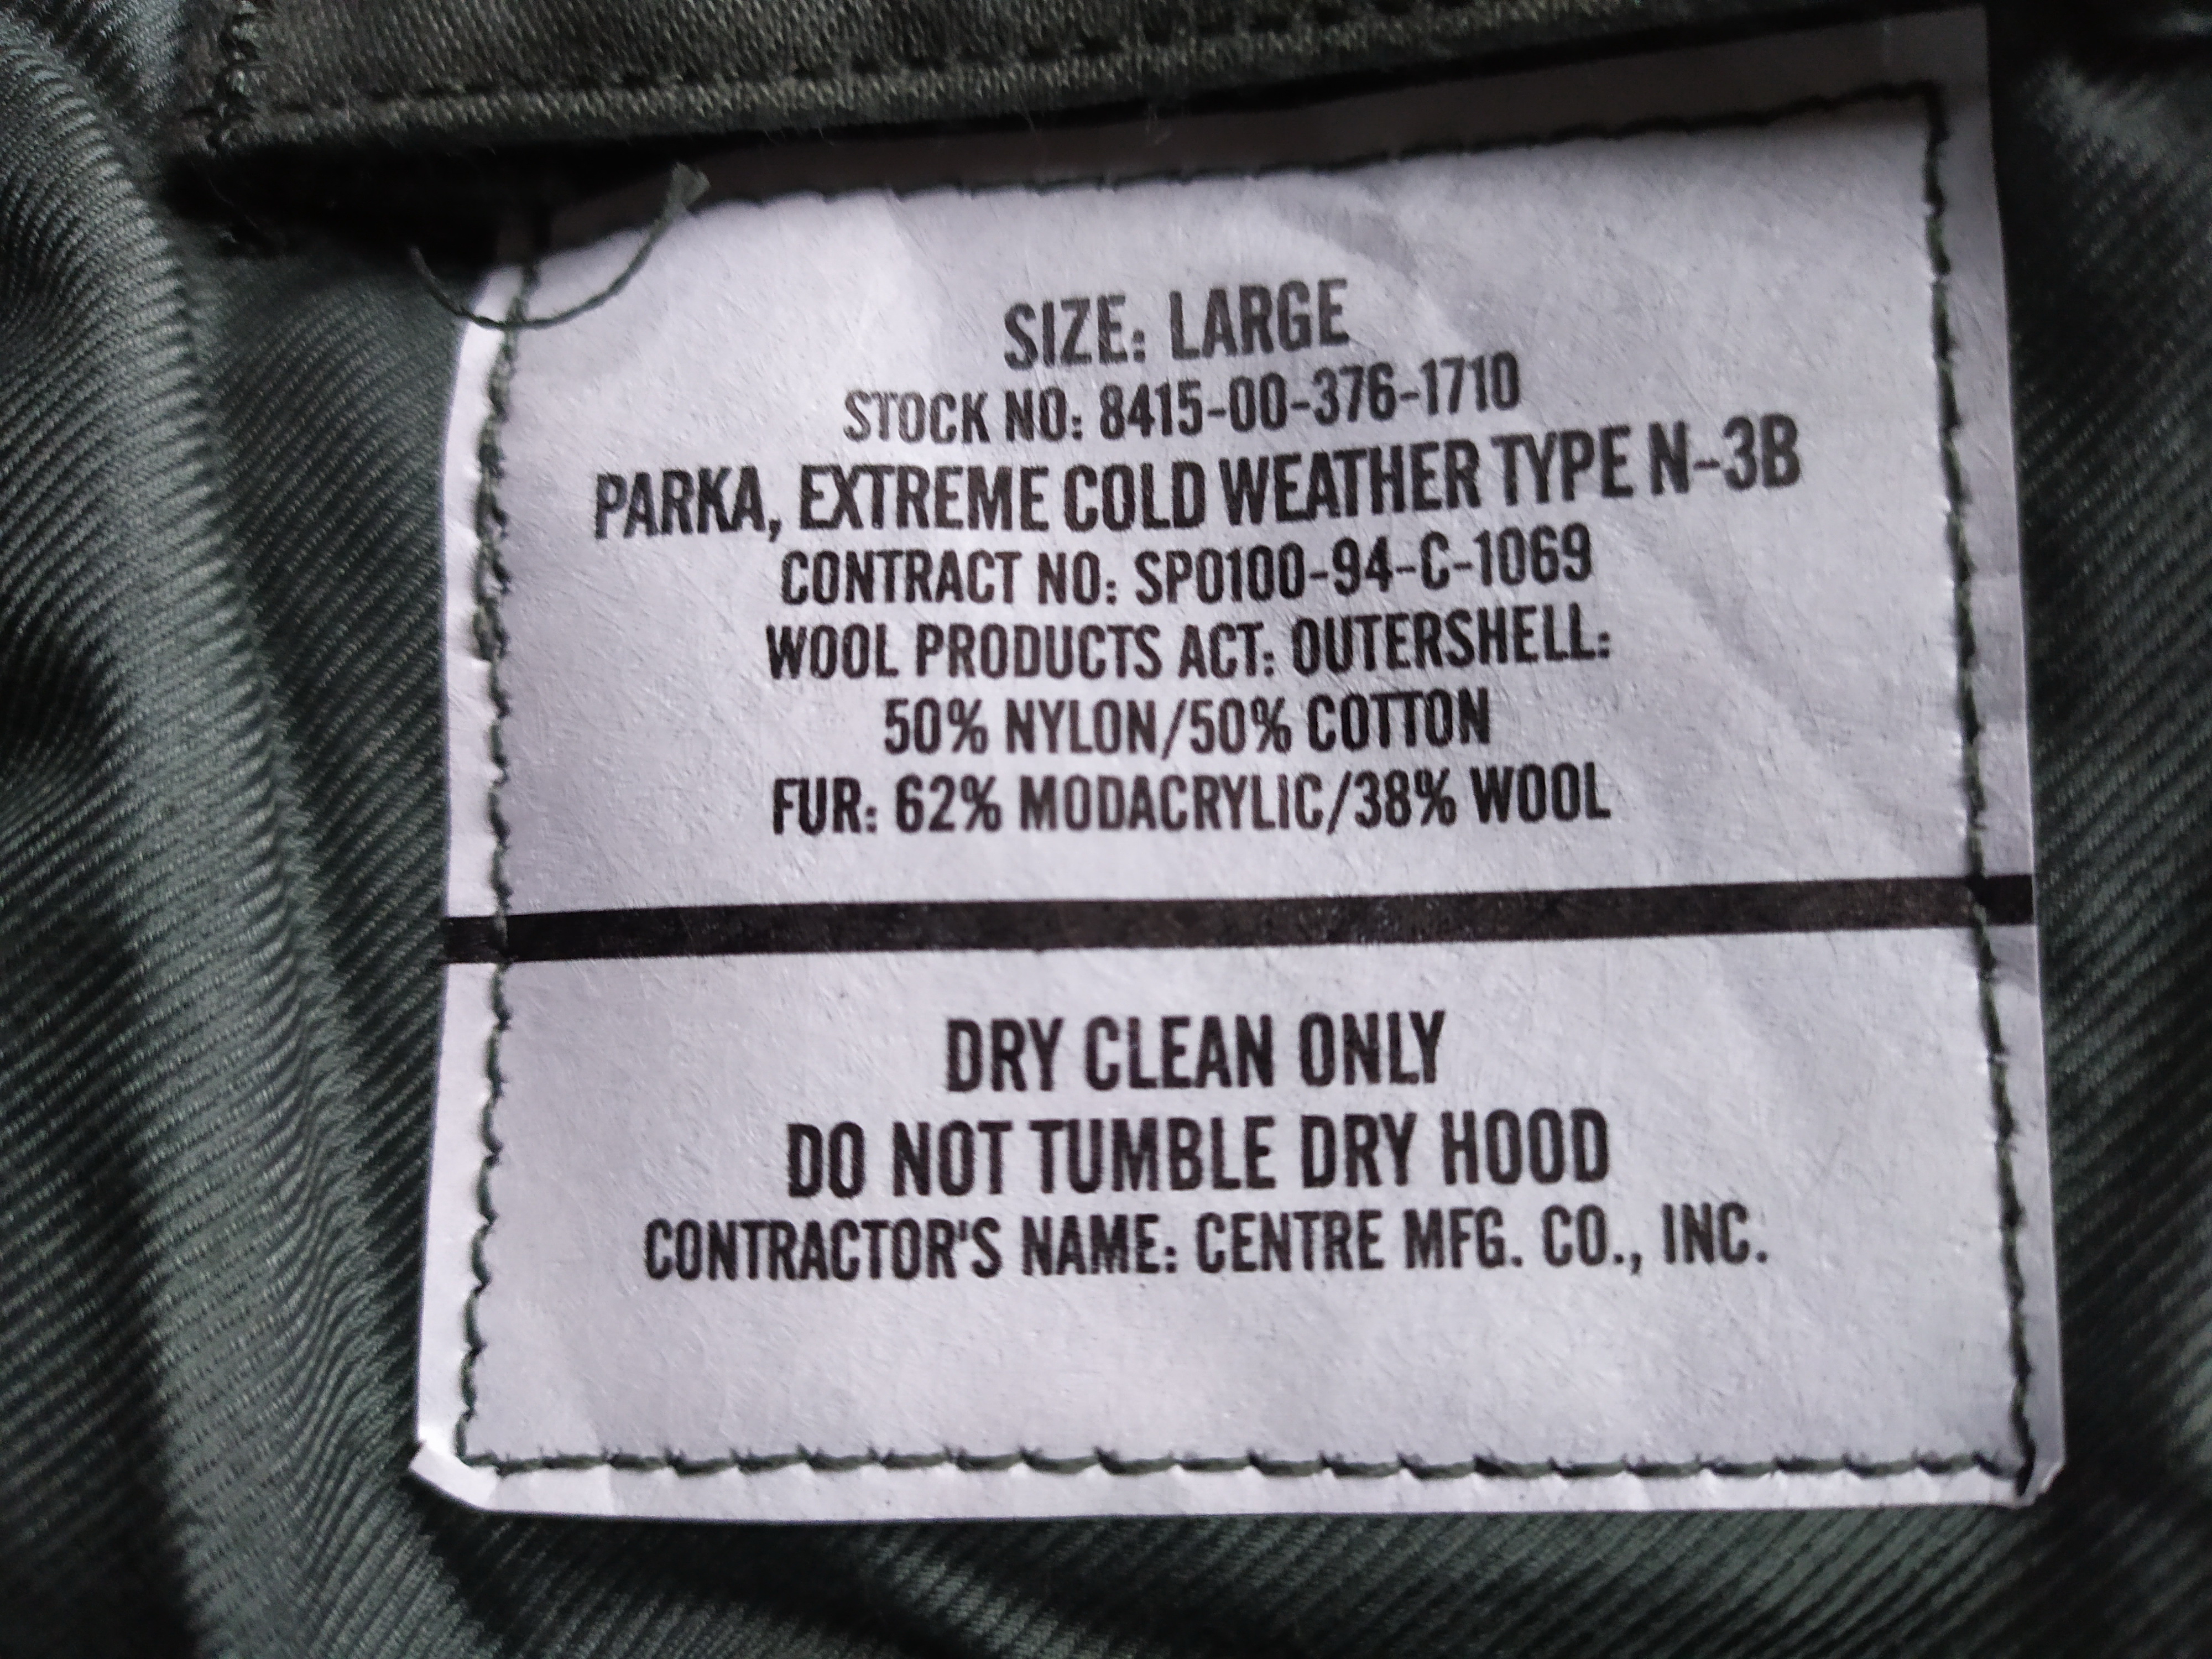 SIZE: LARGE
STOCK NO: 8415-00-376-1710
PARKA, EXTREME COLD WEATHER TYPE N-3B
CONTRACT NO: SP0100-94-C-1069
WOOL PRODUCTS ACT: OUTERSHELL:
50% NYLON/50% COTTON
FUR: 62% MODACRYLIC/38% WOOL
DRY CLEAN ONLY
DO NOT TUMBLE DRY HOOD
CONTRACTOR'S NAME: CENTRE MFG. CO., INC.